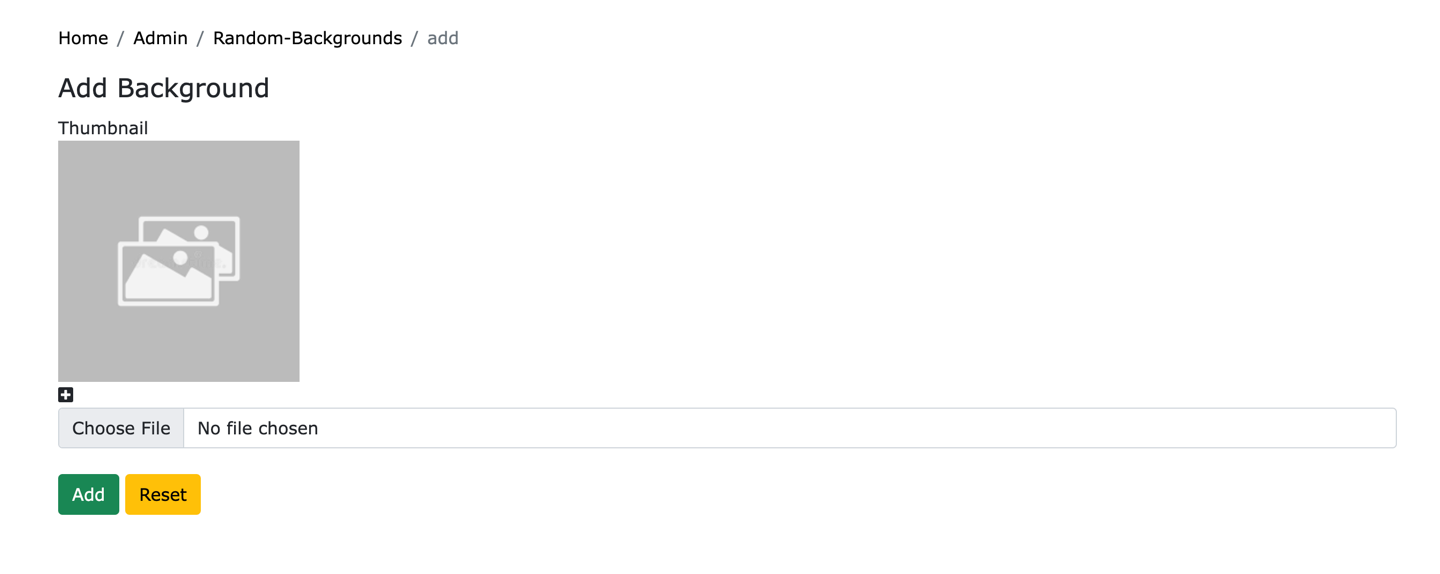 Home / Admin / Random-Backgrounds / add
Add Background
Thumbnail
Choose File No file chosen
Add Reset